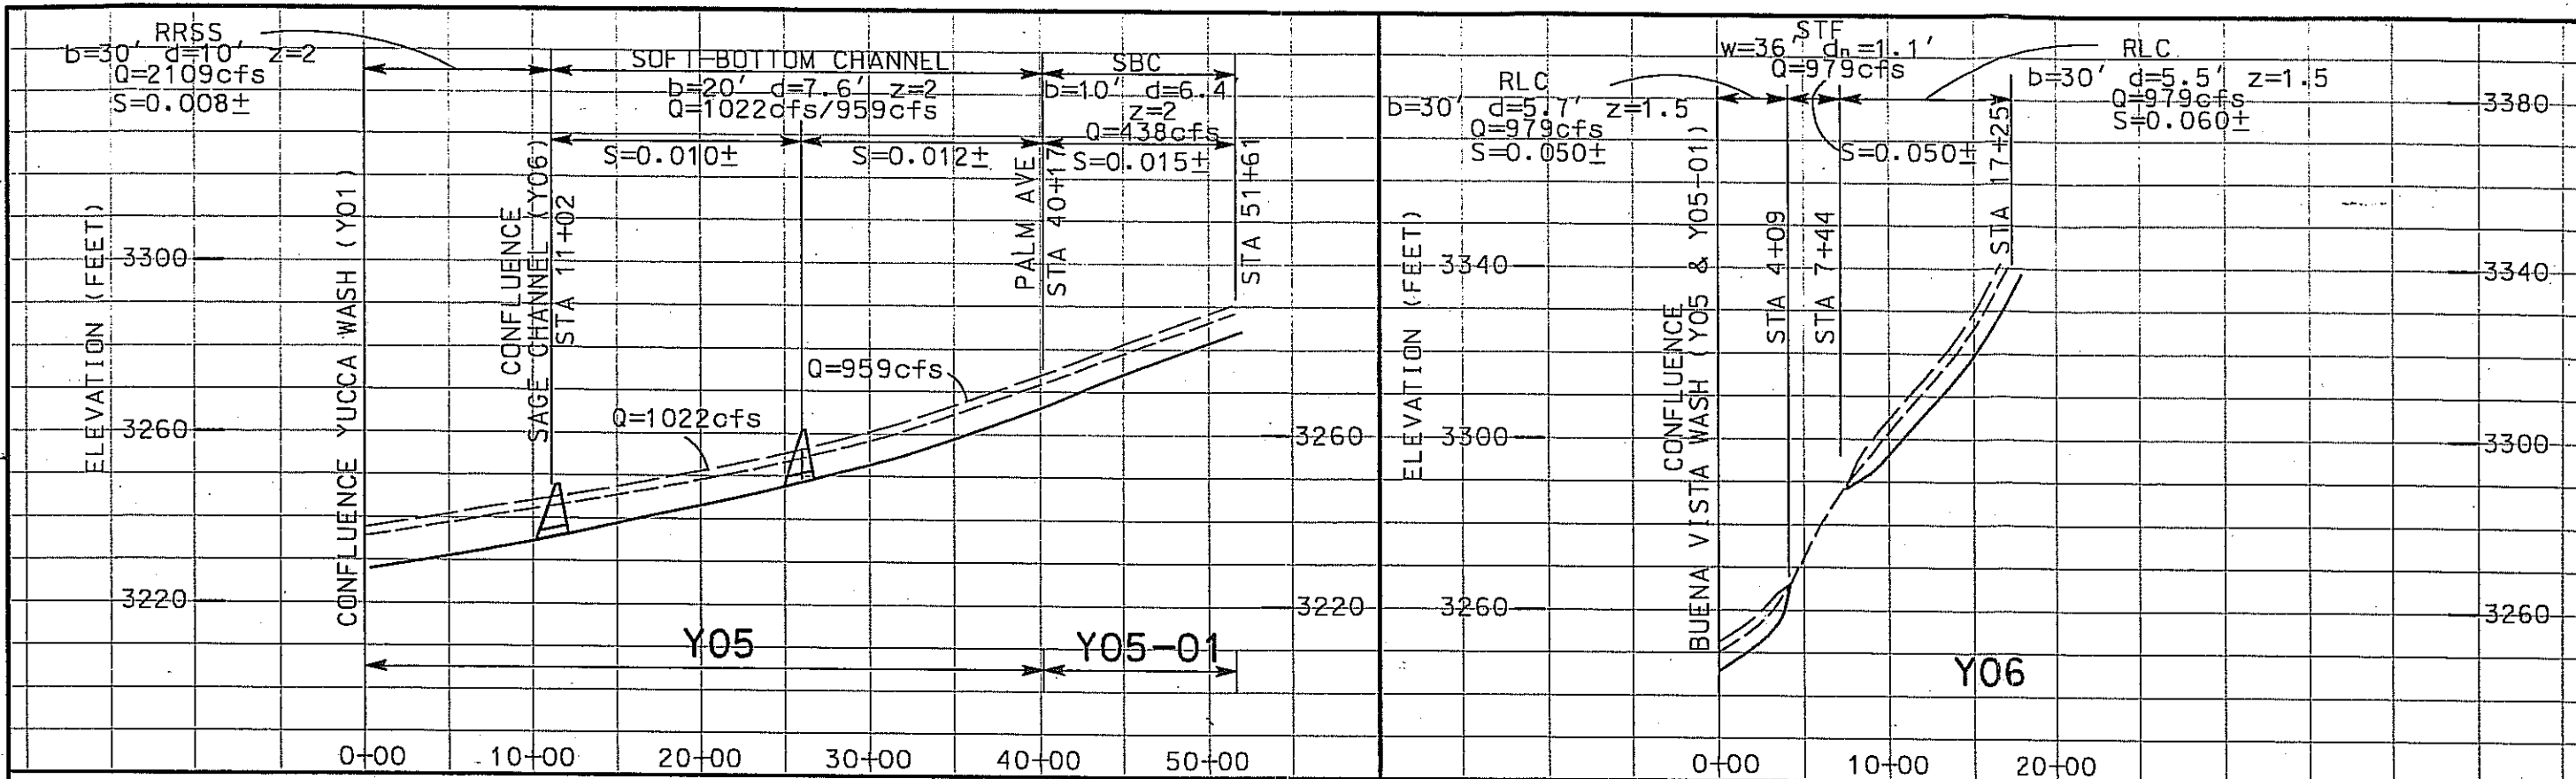 RRSS
b=30' d=10' z=2
Q=2109cfs
S=0.008±
SOFT-BOTTOM CHANNEL
b=20' d=7.6' z=2
Q=1022cfs/959cfs
S=0.010±
S=0.012±
SBC
b=10' d=6.4
z=2
Q=438cfs
S=0.015±
ELEVATION (FEET)
3300
3260
3220
CONFLUENCE YUCCA WASH (Y01)
CONFLUENCE
SAGE CHANNEL (Y06)
STA 11+02
PALM AVE
STA 40+17
STA 51+61
Q=1022cfs
Q=959cfs
3260
3220
Y05
Y05-01
0+00
10+00
20+00
30+00
40+00
50+00
RLC
b=30' d=5.7' z=1.5
Q=979cfs
S=0.050±
STF
w=36' dn=1.1'
Q=979cfs
S=0.050±
RLC
b=30' d=5.5' z=1.5
Q=979cfs
S=0.060±
ELEVATION (FEET)
3340
3300
3260
CONFLUENCE
BUENA VISTA WASH (Y05 & Y05-01)
STA 4+09
STA 7+44
STA 17+25
3380
3340
3300
3260
Y06
0+00
10+00
20+00